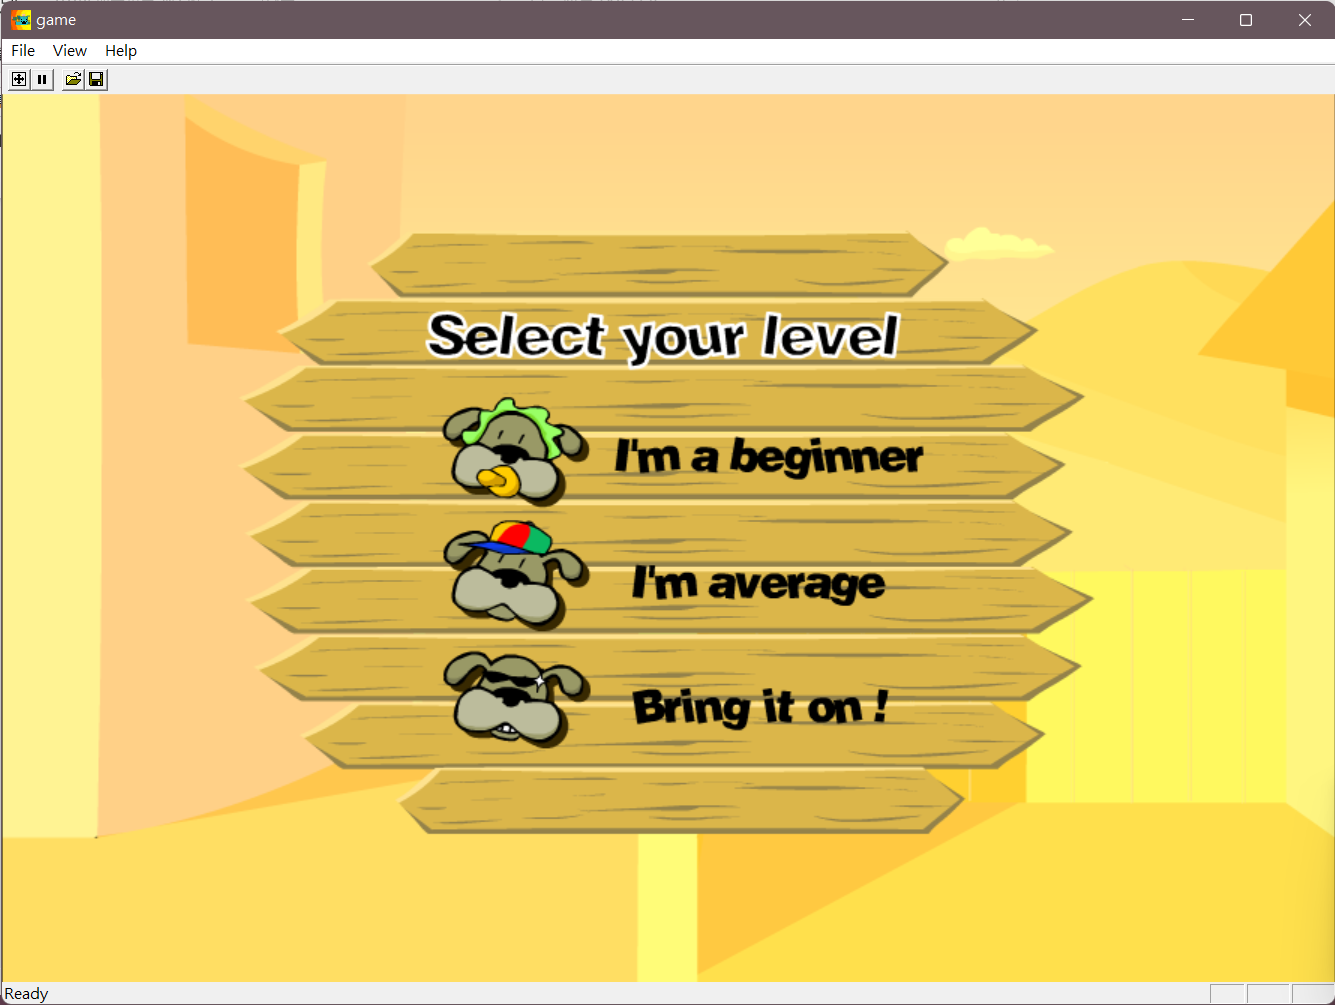 game
File View Help
Select your level
I'm a beginner
I'm average
Bring it on !
Ready